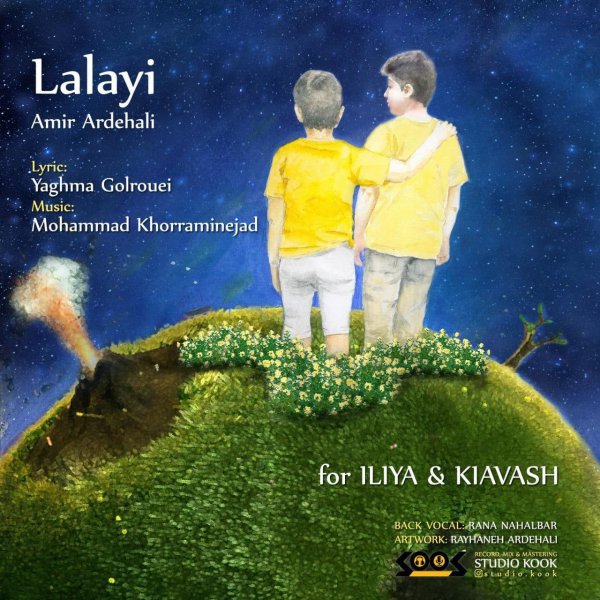 Lalayi
Amir Ardehali
Lyric:
Yaghma Golrouei
Music:
Mohammad Khorraminejad
for ILIYA & KIAVASH
BACK VOCAL: RANA NAHALBAR
ARTWORK: RAYHANEH ARDEHALI
KOOK
RECORD, MIX & MASTERING
STUDIO KOOK
studio.kook